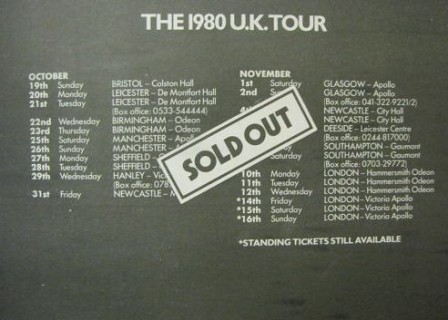 THE 1980 U.K. TOUR
OCTOBER
19th Sunday BRISTOL – Colston Hall
20th Monday LEICESTER – De Montfort Hall
21st Tuesday LEICESTER – De Montfort Hall
(Box office: 0533-544444)
22nd Wednesday BIRMINGHAM – Odeon
23rd Thursday BIRMINGHAM – Odeon
25th Saturday MANCHESTER – Apollo
26th Sunday MANCHESTER – A
27th Monday SHEFFIELD – C
28th Tuesday SHEFFIELD –
29th Wednesday HANLEY – Vic
(Box office: 078
31st Friday NEWCASTLE –
SOLD OUT
NOVEMBER
1st Saturday GLASGOW – Apollo
2nd Sund GLASGOW – Apollo
(Box office: 041-322-9221/2)
4th NEWCASTLE – City Hall
NEWCASTLE – City Hall
DEESIDE – Leisure Centre
(Box office: 0244-817000)
SOUTHAMPTON – Gaumont
SOUTHAMPTON – Gaumont
(Box office: 0703-29772)
10th Monday LONDON – Hammersmith Odeon
11th Tuesday LONDON – Hammersmith Odeon
12th Wednesday LONDON – Hammersmith Odeon
*14th Friday LONDON – Victoria Apollo
*15th Saturday LONDON – Victoria Apollo
*16th Sunday LONDON – Victoria Apollo
*STANDING TICKETS STILL AVAILABLE